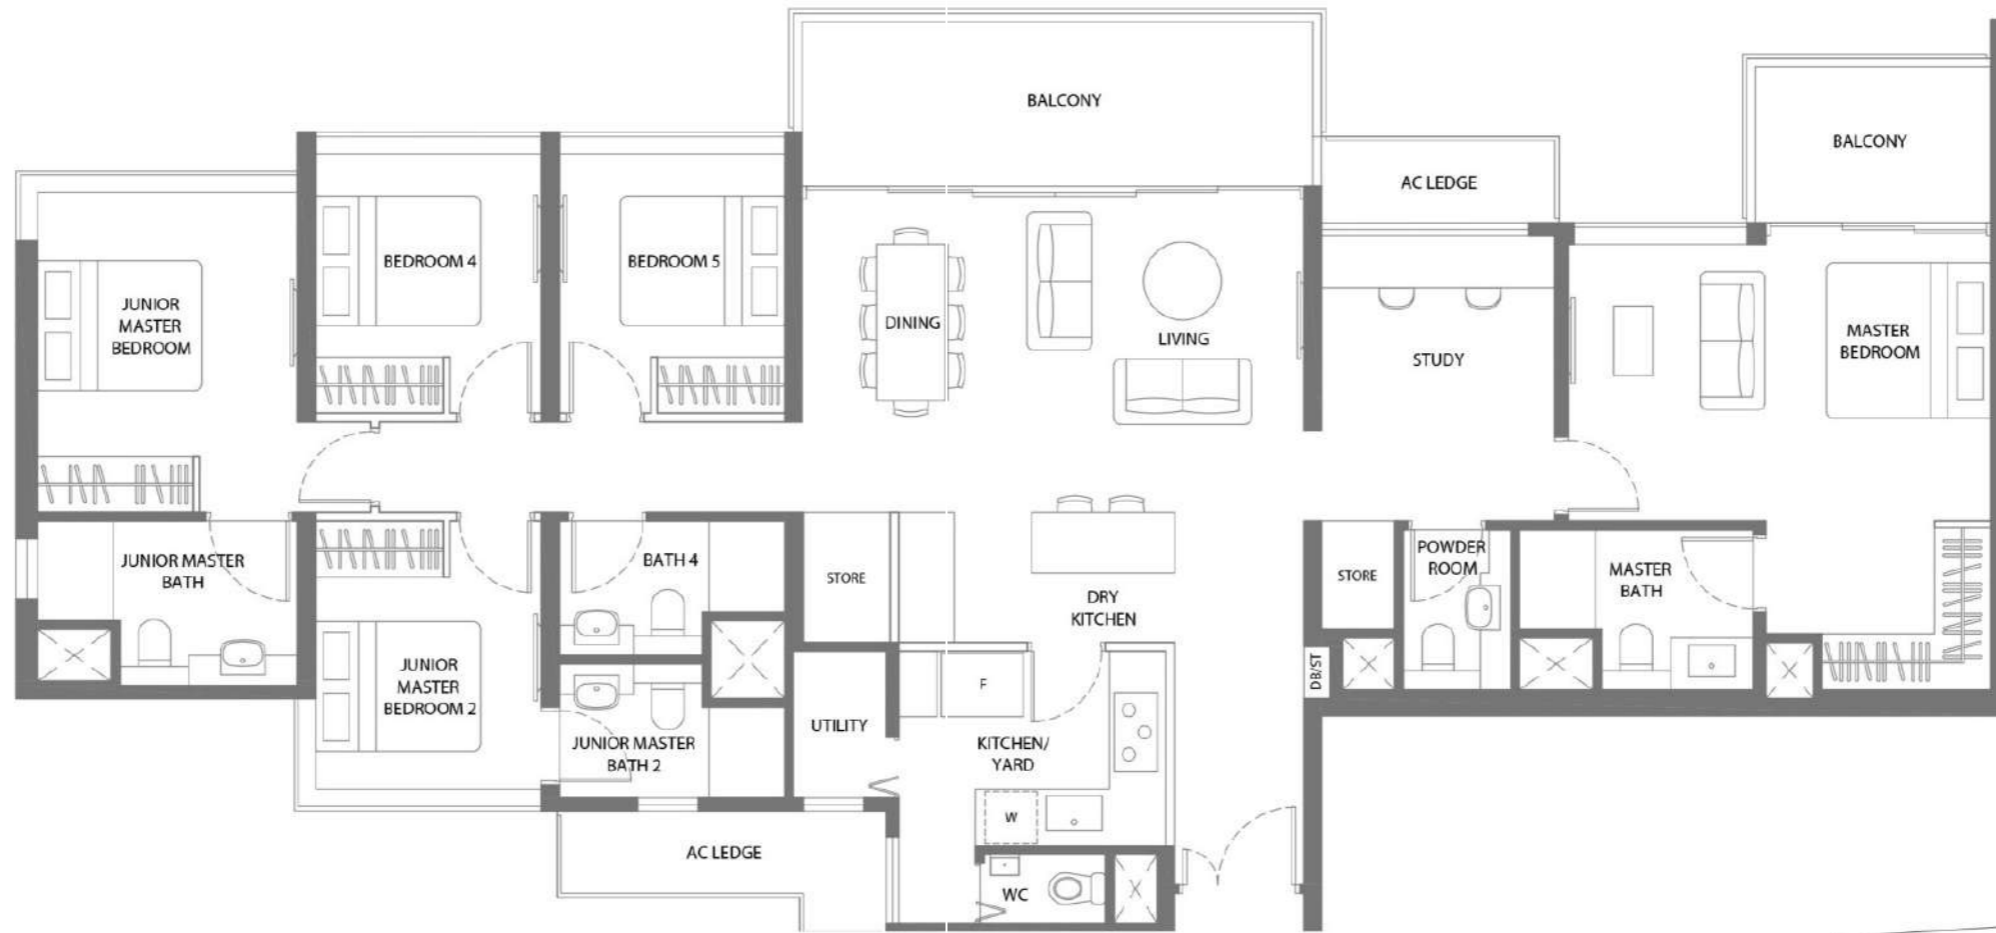 BALCONY
BALCONY
AC LEDGE
BEDROOM 4
BEDROOM 5
JUNIOR
MASTER
BEDROOM
DINING
LIVING
STUDY
MASTER
BEDROOM
JUNIOR MASTER
BATH
BATH 4
STORE
DRY
KITCHEN
STORE
POWDER
ROOM
MASTER
BATH
JUNIOR
MASTER
BEDROOM 2
JUNIOR MASTER
BATH 2
UTILITY
F
KITCHEN/
YARD
DB/ST
W
AC LEDGE
WC